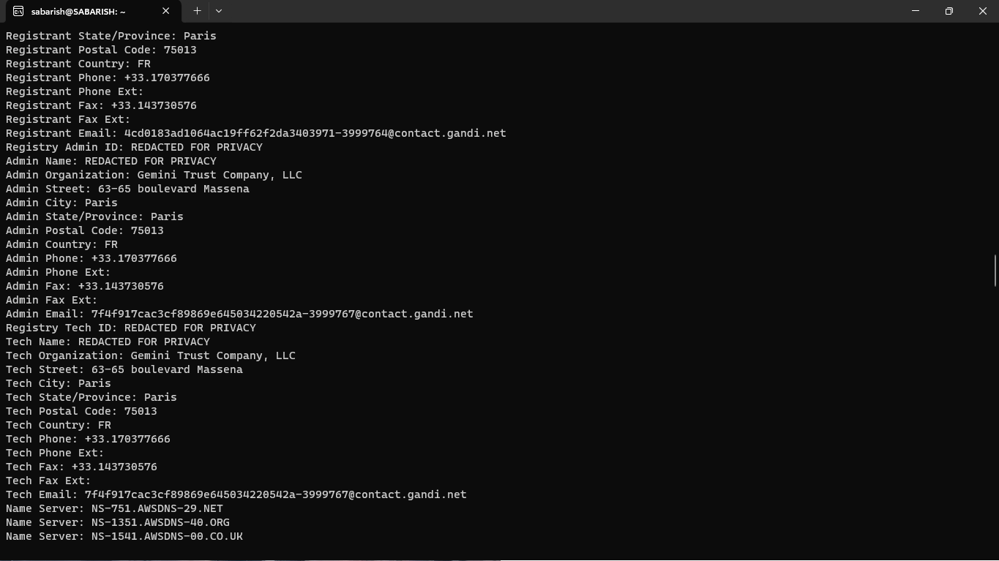 sabarish@SABARISH: ~
Registrant State/Province: Paris
Registrant Postal Code: 75013
Registrant Country: FR
Registrant Phone: +33.170377666
Registrant Phone Ext:
Registrant Fax: +33.143730576
Registrant Fax Ext:
Registrant Email: 4cd0183ad1064ac19ff62f2da3403971-3999764@contact.gandi.net
Registry Admin ID: REDACTED FOR PRIVACY
Admin Name: REDACTED FOR PRIVACY
Admin Organization: Gemini Trust Company, LLC
Admin Street: 63-65 boulevard Massena
Admin City: Paris
Admin State/Province: Paris
Admin Postal Code: 75013
Admin Country: FR
Admin Phone: +33.170377666
Admin Phone Ext:
Admin Fax: +33.143730576
Admin Fax Ext:
Admin Email: 7f4f917cac3cf89869e645034220542a-3999767@contact.gandi.net
Registry Tech ID: REDACTED FOR PRIVACY
Tech Name: REDACTED FOR PRIVACY
Tech Organization: Gemini Trust Company, LLC
Tech Street: 63-65 boulevard Massena
Tech City: Paris
Tech State/Province: Paris
Tech Postal Code: 75013
Tech Country: FR
Tech Phone: +33.170377666
Tech Phone Ext:
Tech Fax: +33.143730576
Tech Fax Ext:
Tech Email: 7f4f917cac3cf89869e645034220542a-3999767@contact.gandi.net
Name Server: NS-751.AWSDNS-29.NET
Name Server: NS-1351.AWSDNS-40.ORG
Name Server: NS-1541.AWSDNS-00.CO.UK